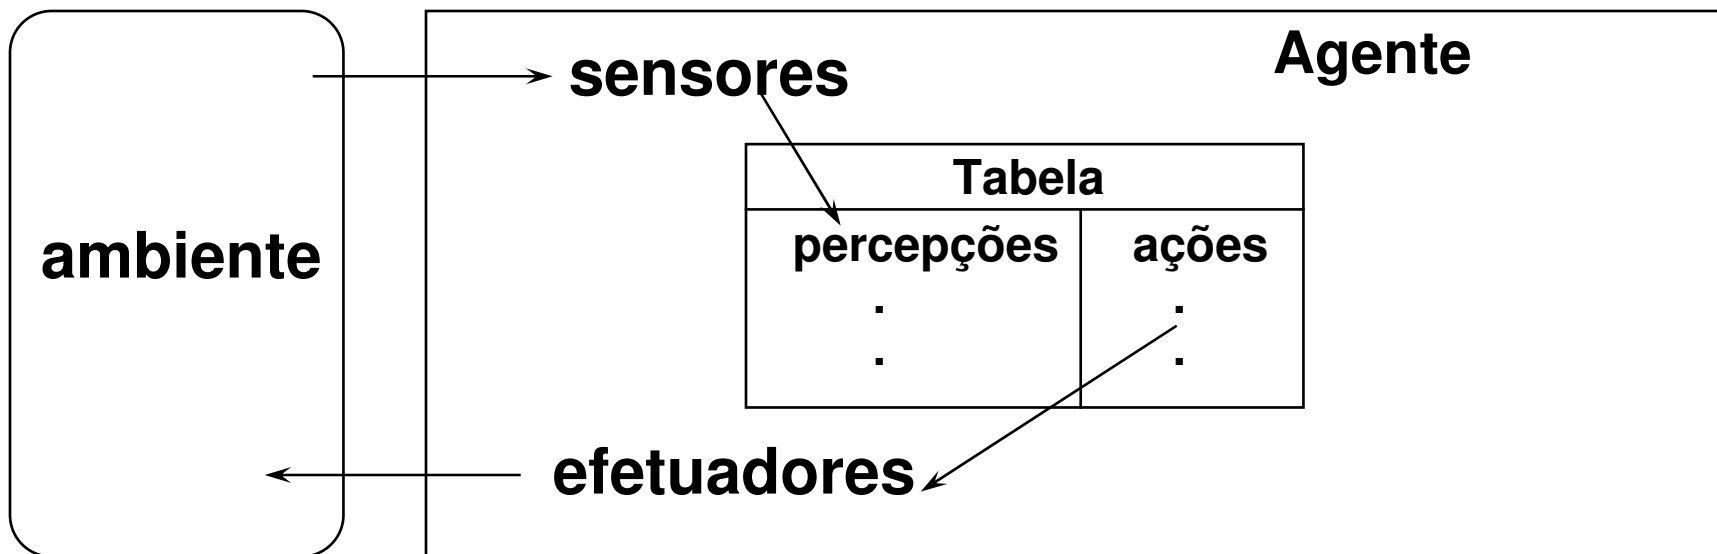 Agente
sensores
Tabela
percepções ações
. .
. .
ambiente
efetuadores